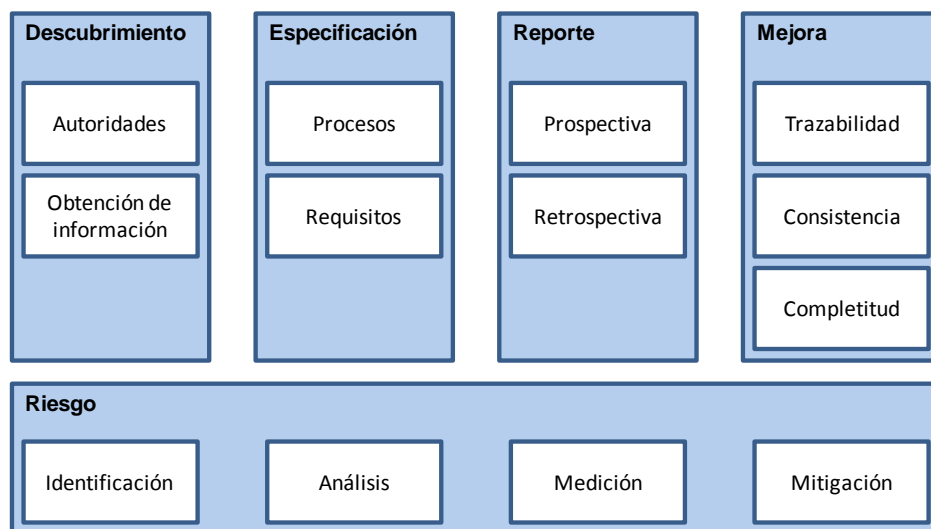 Descubrimiento
Autoridades
Obtención de
información
Especificación
Procesos
Requisitos
Reporte
Prospectiva
Retrospectiva
Mejora
Trazabilidad
Consistencia
Completitud
Riesgo
Identificación
Análisis
Medición
Mitigación